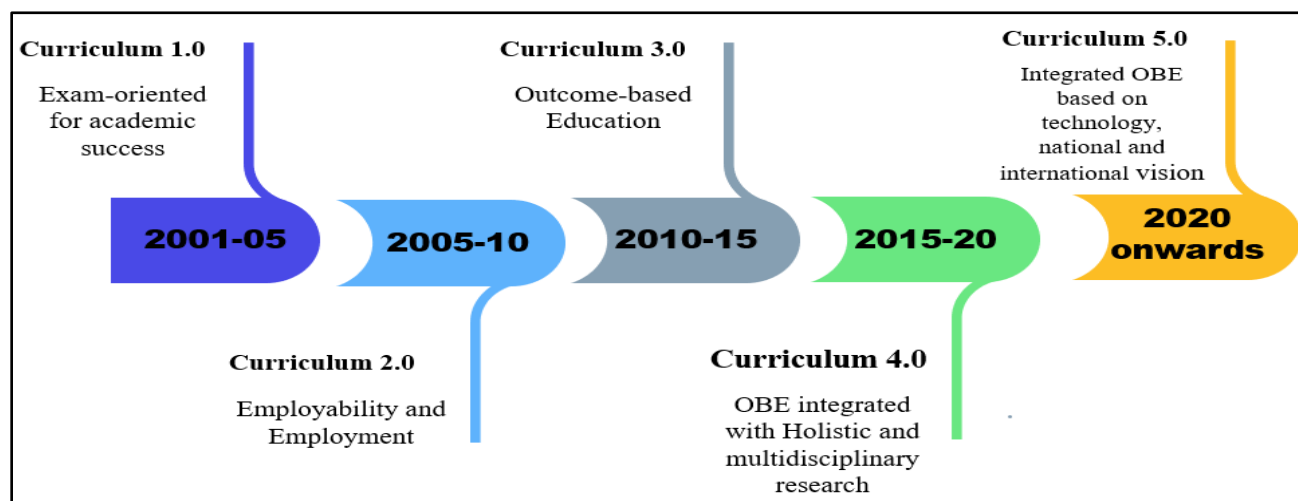 Curriculum 1.0
Exam-oriented
for academic
success
Curriculum 3.0
Outcome-based
Education
Curriculum 5.0
Integrated OBE
based on
technology,
national and
international vision
2001-05
2005-10
2010-15
2015-20
2020
onwards
Curriculum 2.0
Employability and
Employment
Curriculum 4.0
OBE integrated
with Holistic and
multidisciplinary
research